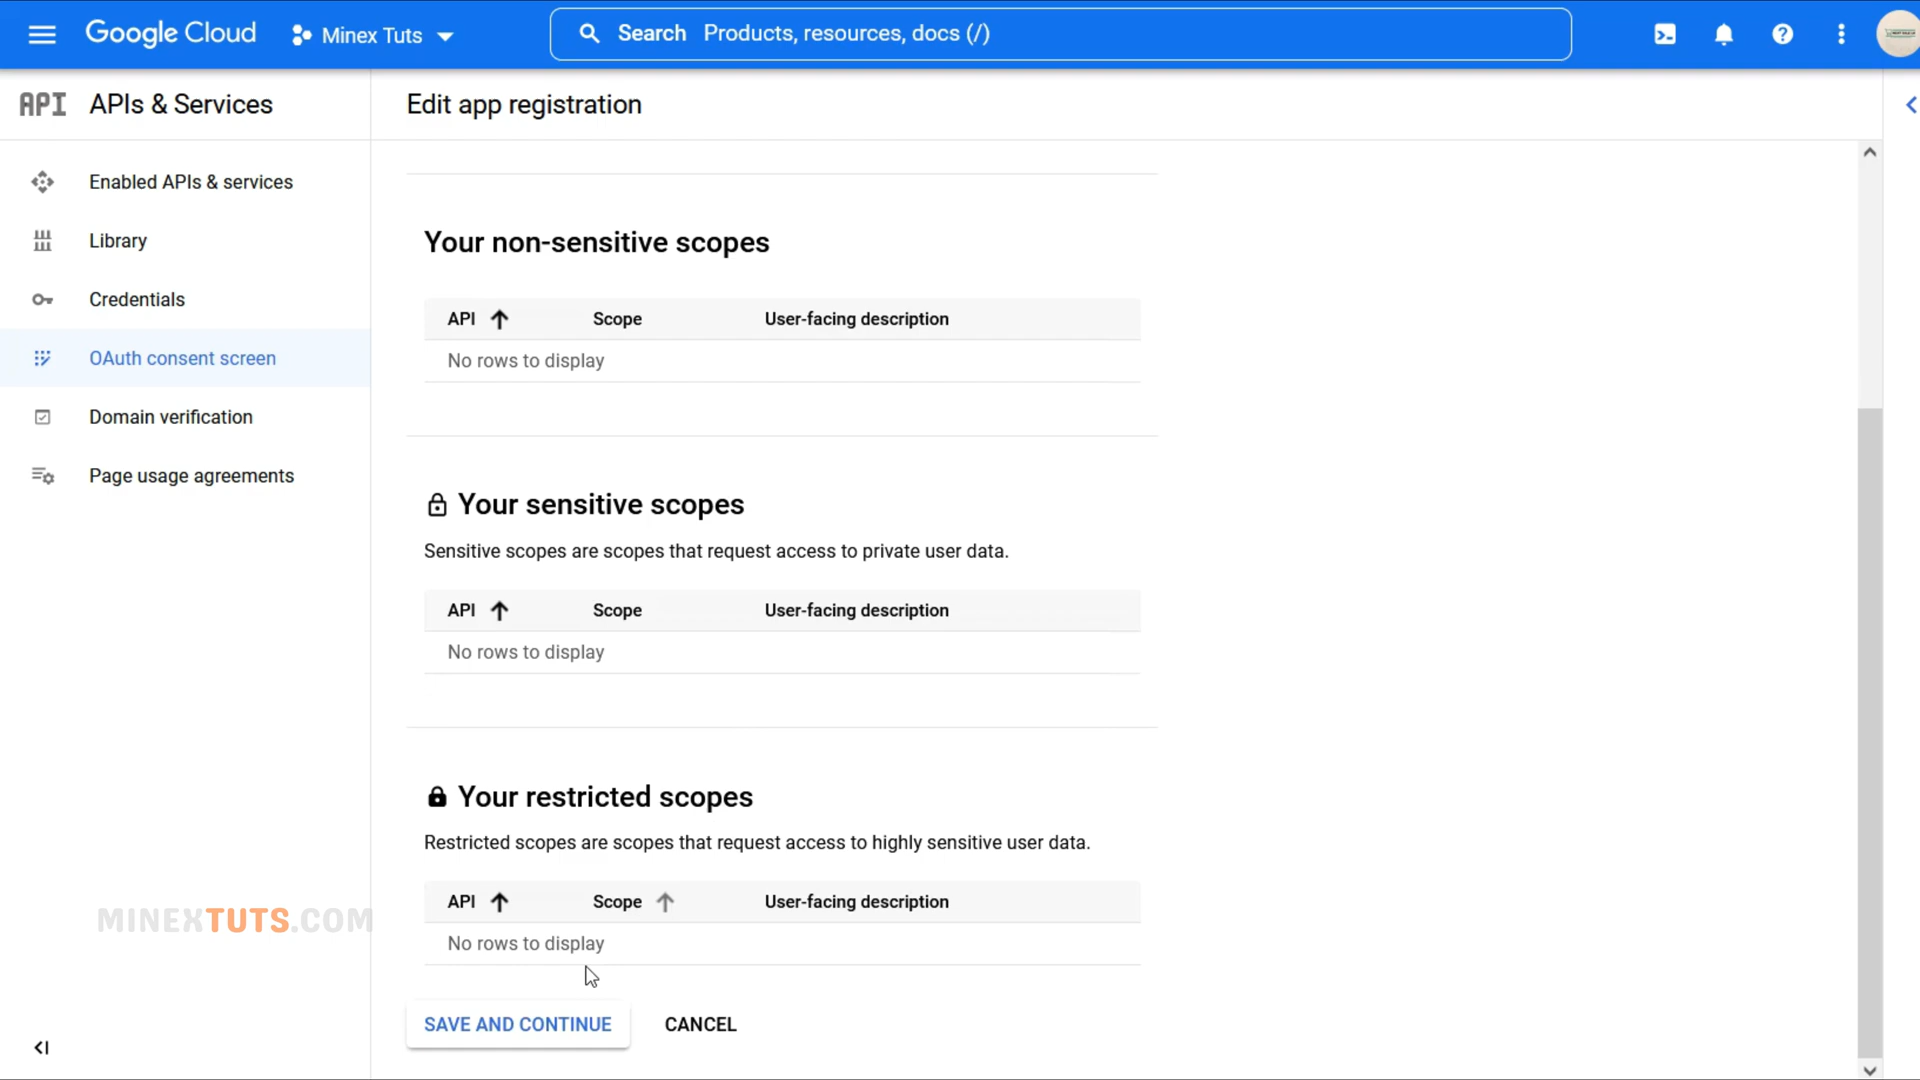 Google Cloud
Minex Tuts
Search Products, resources, docs (/)
API APIs & Services
Edit app registration
Enabled APIs & services
Library
Credentials
OAuth consent screen
Domain verification
Page usage agreements
Your non-sensitive scopes
API Scope User-facing description
No rows to display
Your sensitive scopes
Sensitive scopes are scopes that request access to private user data.
API Scope User-facing description
No rows to display
Your restricted scopes
Restricted scopes are scopes that request access to highly sensitive user data.
API Scope User-facing description
No rows to display
MINEXTUTS.COM
SAVE AND CONTINUE CANCEL